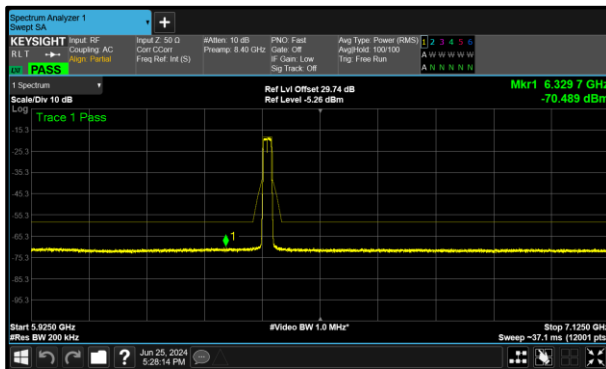 Spectrum Analyzer 1
Swept SA
+
KEYSIGHT
RLT
PASS
Input: RF
Coupling: AC
Align: Partial
Input Z: 50 Ω
Corr CCorr
Freq Ref: Int (S)
#Atten: 10 dB
Preamp: 8.40 GHz
PNO: Fast
Gate: Off
IF Gain: Low
Sig Track: Off
Avg Type: Power (RMS)
Avg|Hold: 100/100
Trig: Free Run
1 2 3 4 5 6
A W W W W W
A N N N N N
1 Spectrum
Scale/Div 10 dB
Ref Lvl Offset 29.74 dB
Ref Level -5.26 dBm
Mkr1 6.329 7 GHz
-70.489 dBm
Log
Trace 1 Pass
-15.3
-25.3
-35.3
-45.3
-55.3
-65.3
-75.3
-85.3
-95.3
1
Start 5.9250 GHz
#Res BW 200 kHz
#Video BW 1.0 MHz*
Stop 7.1250 GHz
Sweep ~37.1 ms (12001 pts)
?
Jun 25, 2024
5:28:14 PM